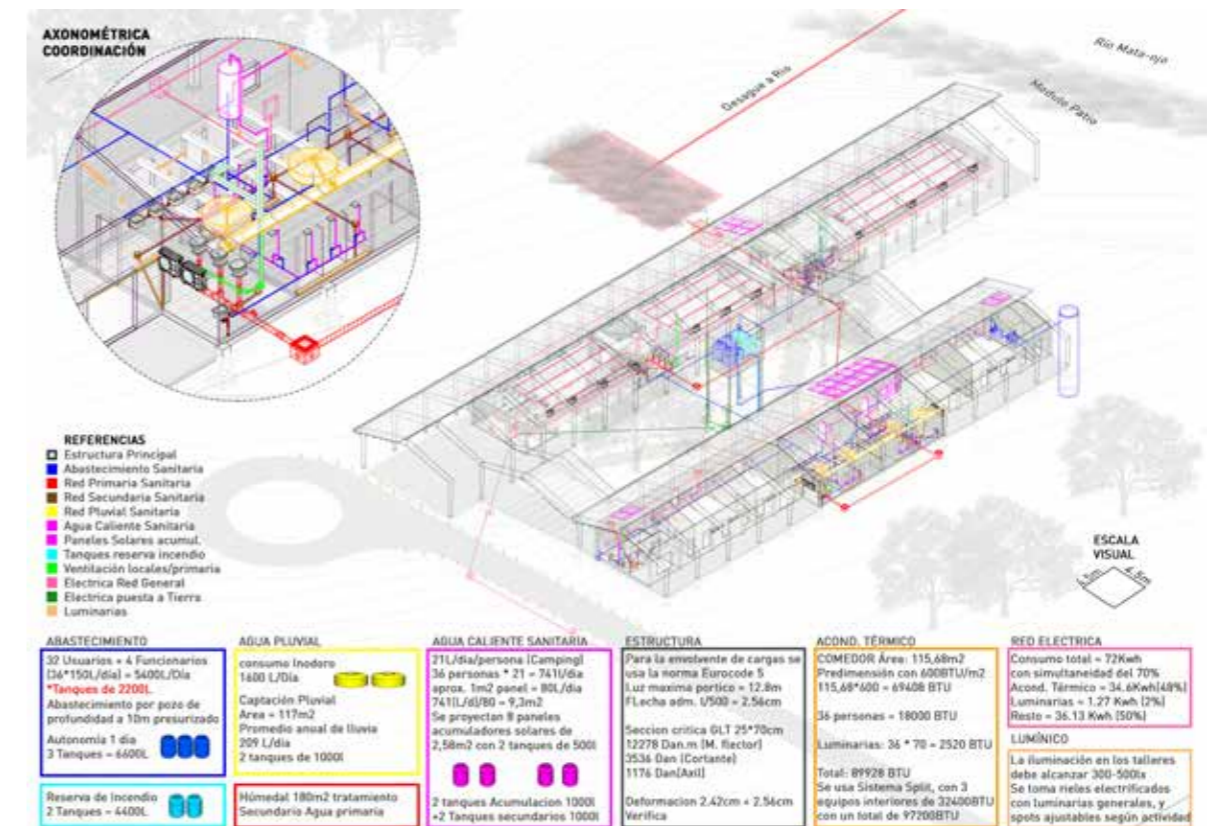 AXONOMÉTRICA
COORDINACIÓN
Rio Mata-ojo
Modulo Patio
Desague a Rio
REFERENCIAS
Estructura Principal
Abastecimiento Sanitaria
Red Primaria Sanitaria
Red Secundaria Sanitaria
Red Pluvial Sanitaria
Agua Caliente Sanitaria
Paneles Solares acumul.
Tanques reserva incendio
Ventilación locales/primaria
Electrica Red General
Electrica puesta a Tierra
Luminarias
ESCALA
VISUAL
4.5m
ABASTECIMIENTO
32 Usuarios + 4 Funcionarios
(36*150L/dia) = 5400L/Día
*Tanques de 2200L.
Abastecimiento por pozo de
profundidad a 10m presurizado
Autonomía 1 dia
3 Tanques = 6600L
Reserva de Incendio
2 Tanques = 4400L
AGUA PLUVIAL
consumo Inodoro
1600 L/Día
Captación Pluvial
Area = 117m2
Promedio anual de lluvia
209 L/dia
2 tanques de 1000l
Húmedal 180m2 tratamiento
Secundario Agua primaria
AGUA CALIENTE SANITARIA
21L/dia/persona (Camping)
36 personas * 21 = 741l/dia
aprox. 1m2 panel = 80L/dia
741(L/d)/80 = 9,3m2
Se proyectan 8 paneles
acumuladores solares de
2,58m2 con 2 tanques de 500l
2 tanques Acumulacion 1000l
+2 Tanques secundarios 1000l
ESTRUCTURA
Para la envolvente de cargas se
usa la norma Eurocode 5
Luz maxima portico = 12.8m
FLecha adm. l/500 = 2.56cm
Seccion critica GLT 25*70cm
12278 Dan.m (M. flector)
3536 Dan (Cortante)
1176 Dan(Axil)
Deformacion 2.42cm < 2.56cm
Verifica
ACOND. TÉRMICO
COMEDOR Área: 115,68m2
Predimensión con 600BTU/m2
115,68*600 = 69408 BTU
36 personas = 18000 BTU
Luminarias: 36 * 70 = 2520 BTU
Total: 89928 BTU
Se usa Sistema Split, con 3
equipos interiores de 32400BTU
con un total de 97200BTU
RED ELECTRICA
Consumo total = 72Kwh
con simultaneidad del 70%
Acond. Térmico = 34.6Kwh(48%)
Luminarias = 1.27 Kwh (2%)
Resto = 36.13 Kwh (50%)
LUMÍNICO
La iluminación en los talleres
debe alcanzar 300-500lx
Se toma rieles electrificados
con luminarias generales, y
spots ajustables según actividad